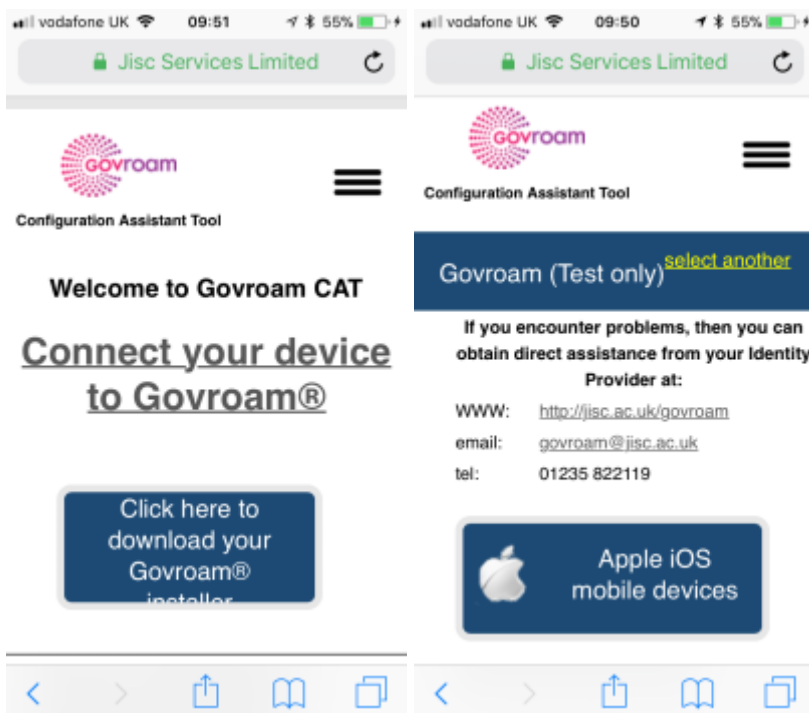 vodafone UK 09:51 55%
Jisc Services Limited
Govroam
Configuration Assistant Tool
Welcome to Govroam CAT
Connect your device
to Govroam®
Click here to
download your
Govroam®
installer
vodafone UK 09:50 55%
Jisc Services Limited
Govroam
Configuration Assistant Tool
Govroam (Test only) select another
If you encounter problems, then you can
obtain direct assistance from your Identity
Provider at:
WWW: http://jisc.ac.uk/govroam
email: govroam@jisc.ac.uk
tel: 01235 822119
Apple iOS
mobile devices